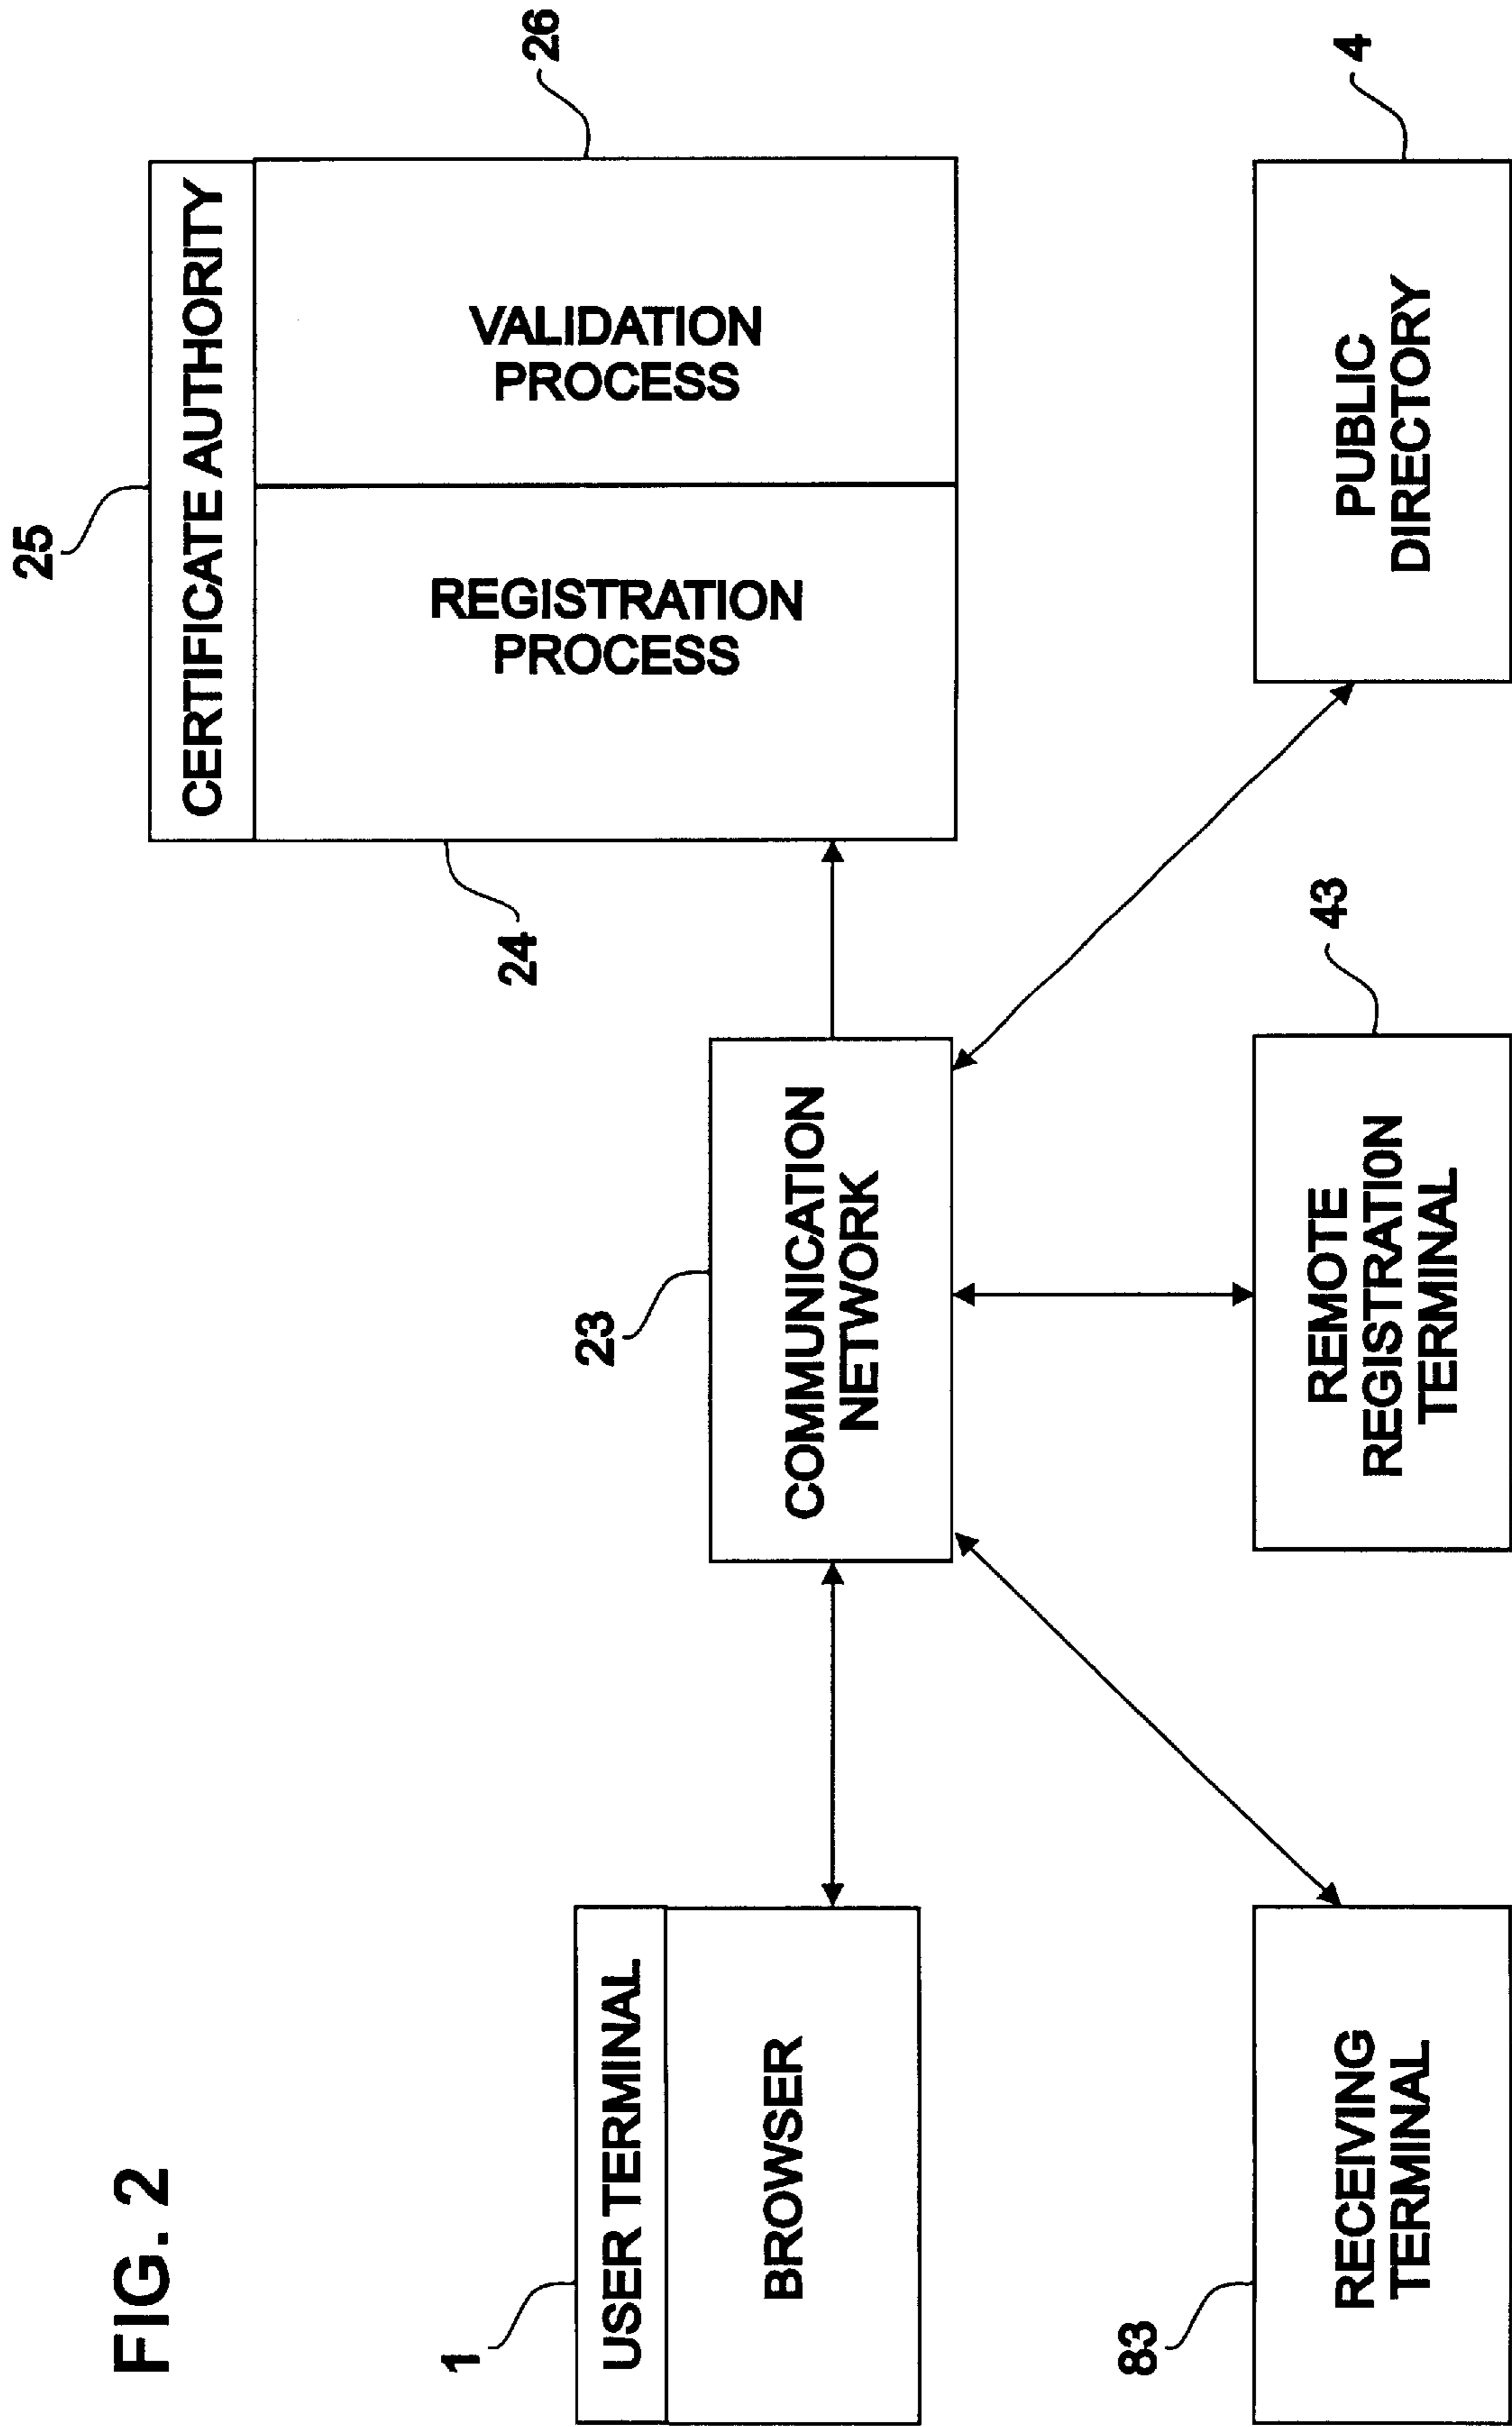 FIG. 2
1
USER TERMINAL
BROWSER
23
COMMUNICATION
NETWORK
25
CERTIFICATE AUTHORITY
24
REGISTRATION
PROCESS
26
VALIDATION
PROCESS
83
RECEIVING
TERMINAL
43
REMOTE
REGISTRATION
TERMINAL
4
PUBLIC
DIRECTORY